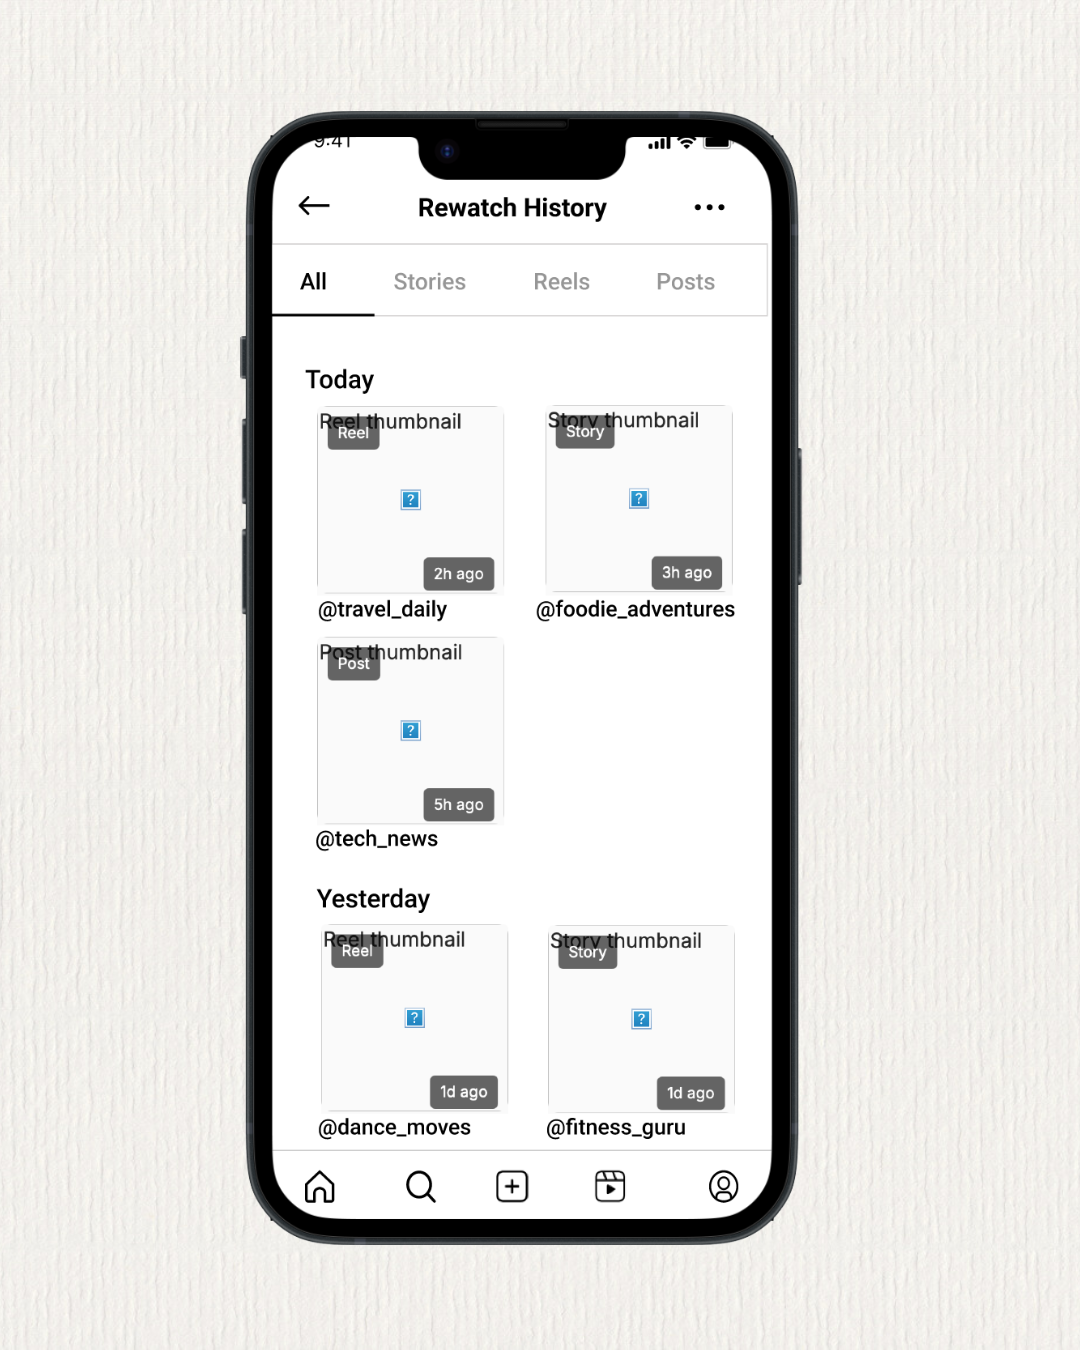 9:41
Rewatch History
All Stories Reels Posts
Today
Reel thumbnail Story thumbnail
Reel Story
2h ago 3h ago
@travel_daily @foodie_adventures
Post thumbnail
Post
5h ago
@tech_news
Yesterday
Reel thumbnail Story thumbnail
Reel Story
1d ago 1d ago
@dance_moves @fitness_guru